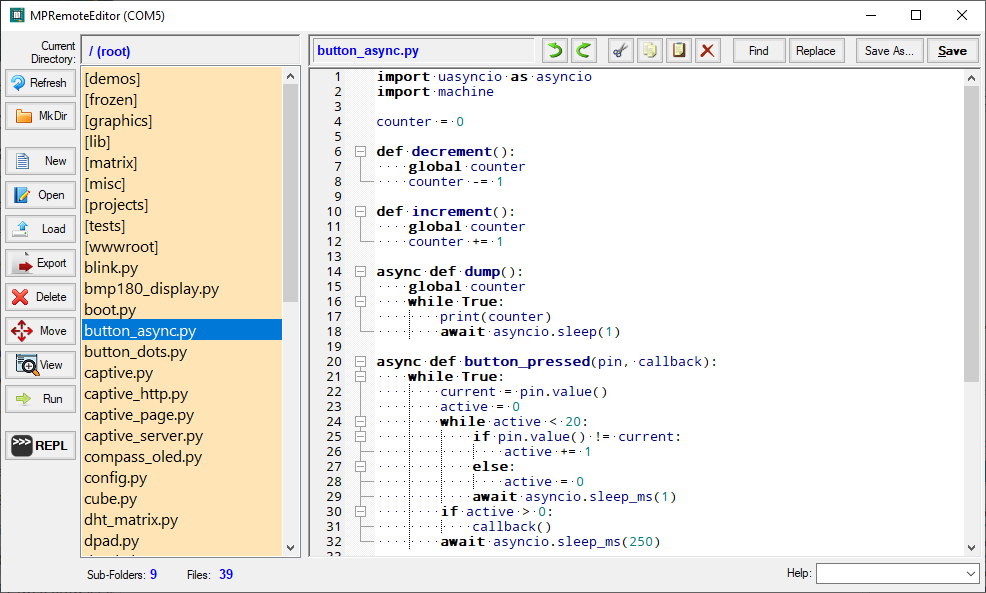 MPRemoteEditor (COM5)
Current
Directory:
/ (root)
Refresh
MkDir
New
Open
Load
Export
Delete
Move
View
Run
>>> REPL
[demos]
[frozen]
[graphics]
[lib]
[matrix]
[misc]
[projects]
[tests]
[wwwroot]
blink.py
bmp180_display.py
boot.py
button_async.py
button_dots.py
captive.py
captive_http.py
captive_page.py
captive_server.py
compass_oled.py
config.py
cube.py
dht_matrix.py
dpad.py
Sub-Folders: 9 Files: 39
button_async.py
Find Replace Save As... Save
1 import uasyncio as asyncio
2 import machine
3
4 counter = 0
5
6 def decrement():
7     global counter
8     counter -= 1
9
10 def increment():
11     global counter
12     counter += 1
13
14 async def dump():
15     global counter
16     while True:
17         print(counter)
18         await asyncio.sleep(1)
19
20 async def button_pressed(pin, callback):
21     while True:
22         current = pin.value()
23         active = 0
24         while active < 20:
25             if pin.value() != current:
26                 active += 1
27             else:
28                 active = 0
29             await asyncio.sleep_ms(1)
30         if active > 0:
31             callback()
32         await asyncio.sleep_ms(250)
Help: